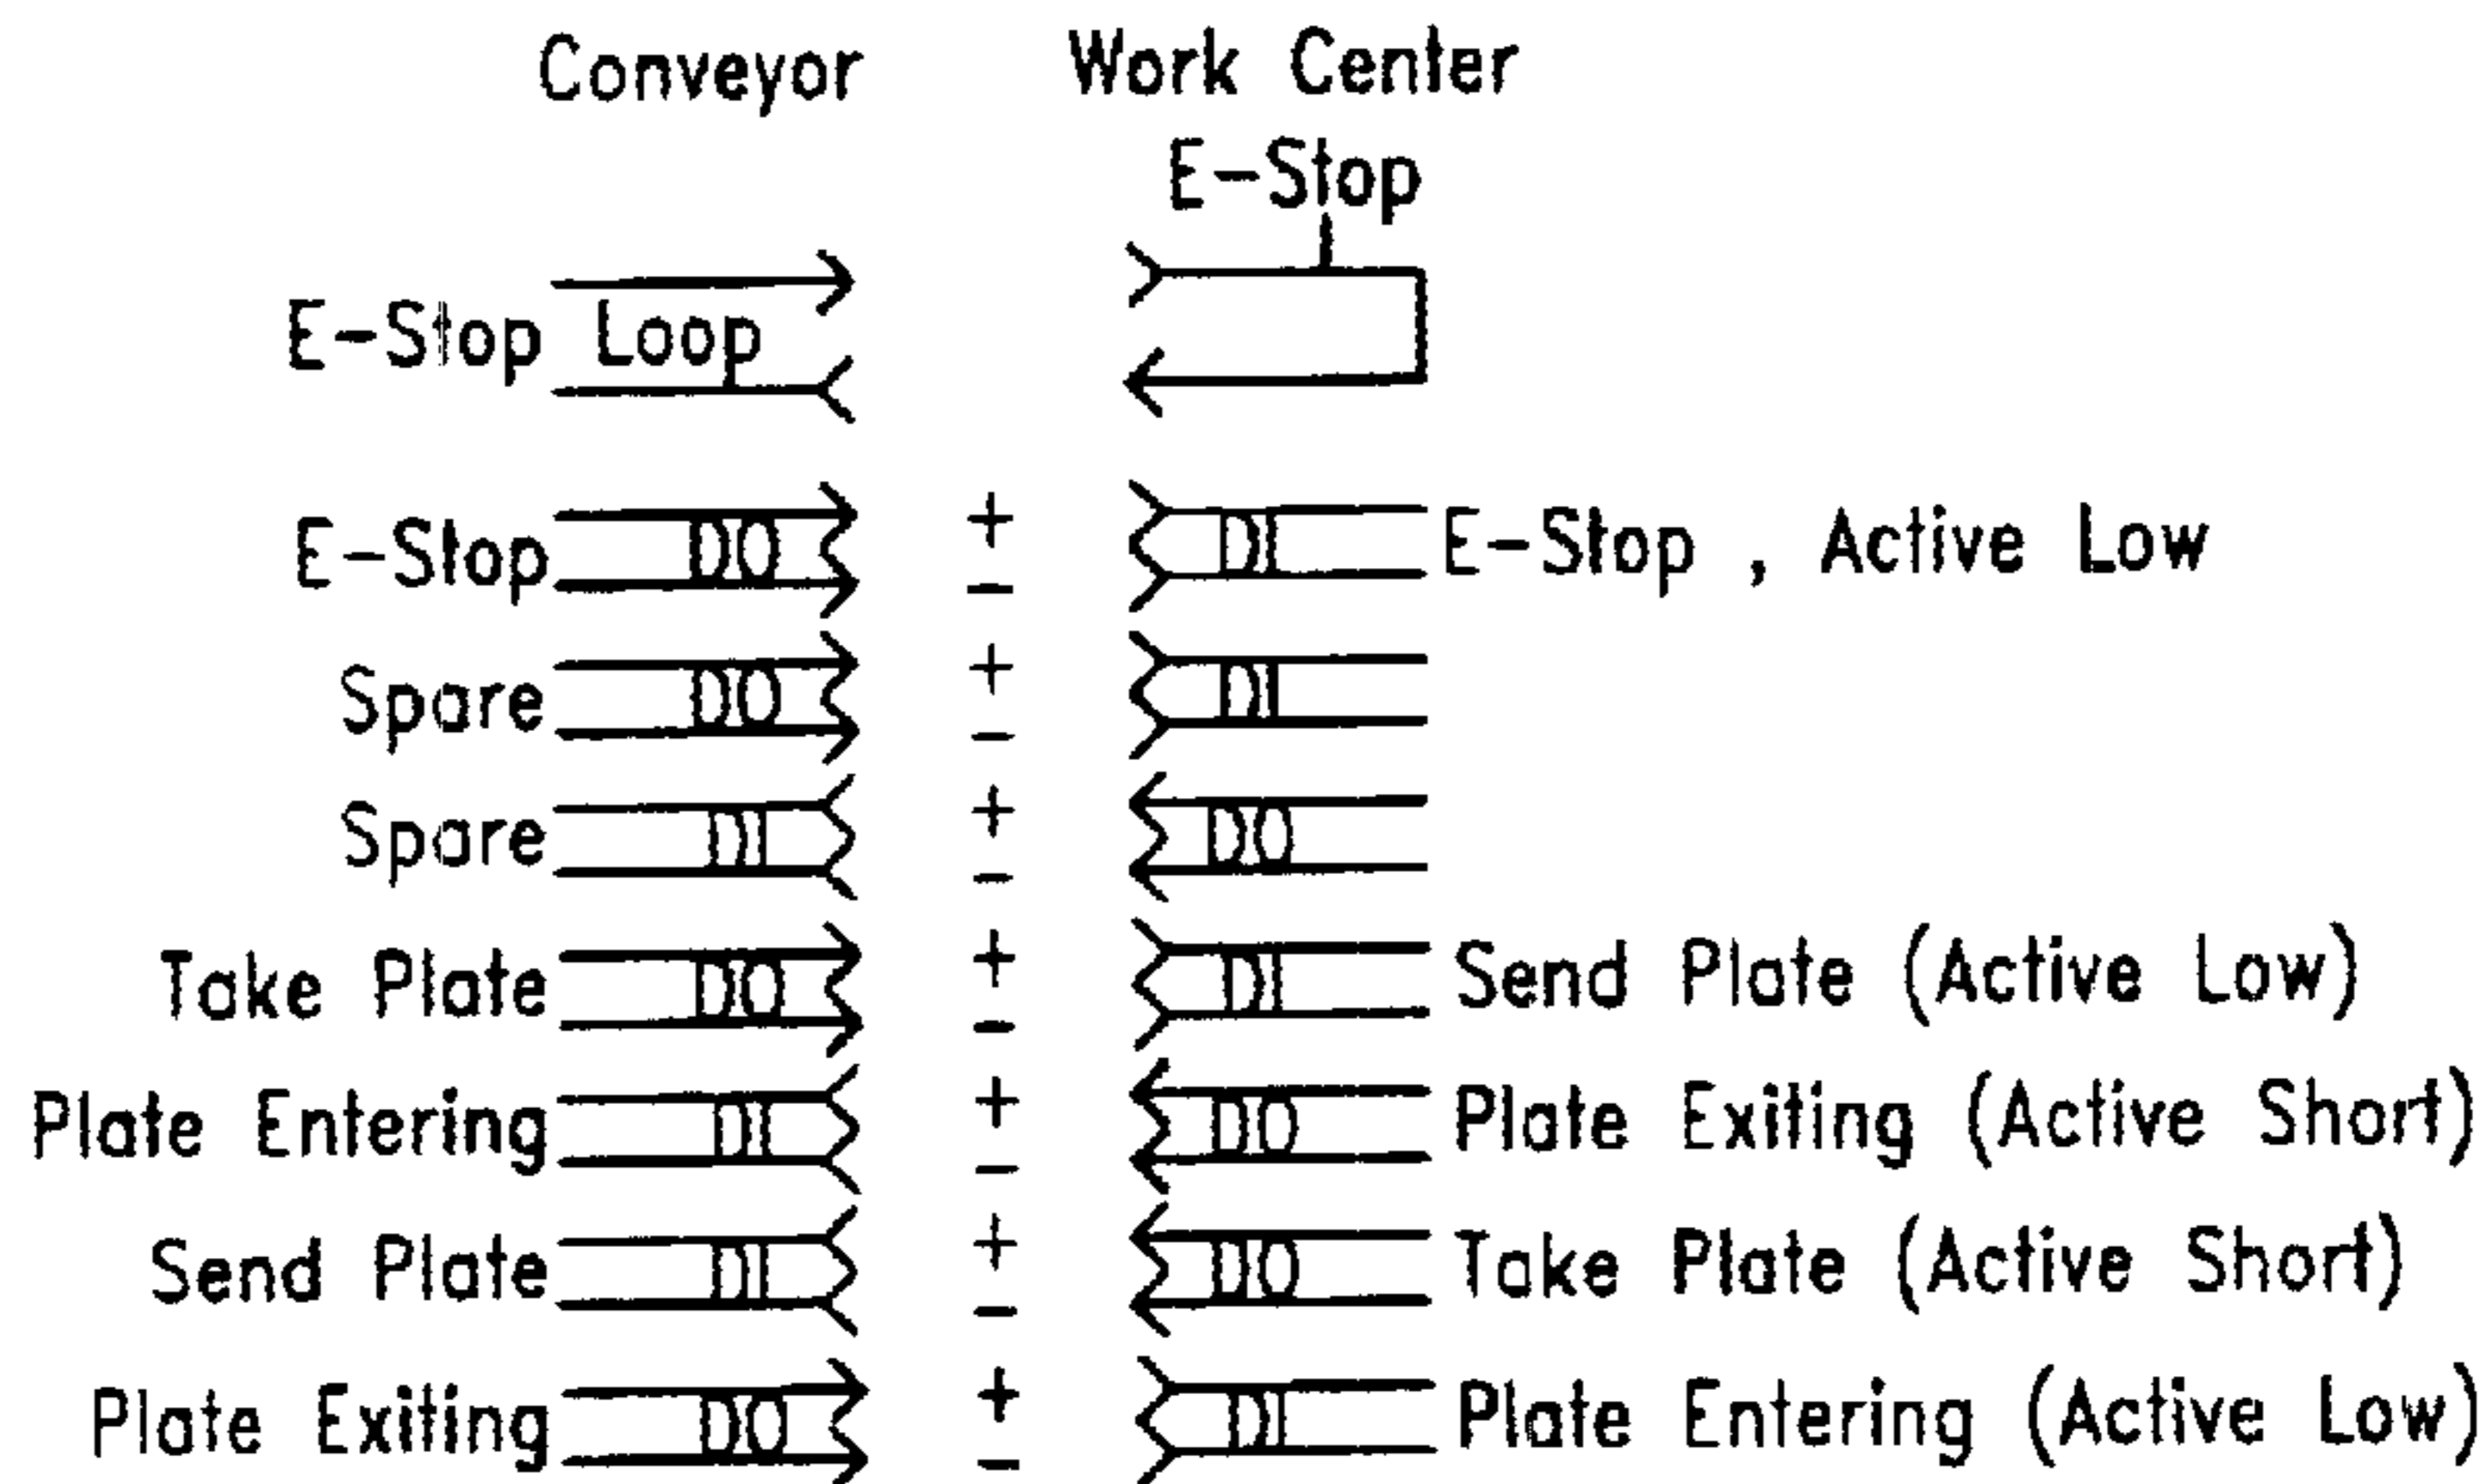 Conveyor Work Center
E-Stop
E-Stop Loop
E-Stop DO + - DI E-Stop , Active Low
Spare DO + - DI
Spare DI + - DO
Take Plate DO + - DI Send Plate (Active Low)
Plate Entering DI + - DO Plate Exiting (Active Short)
Send Plate DI + - DO Take Plate (Active Short)
Plate Exiting DO + - DI Plate Entering (Active Low)